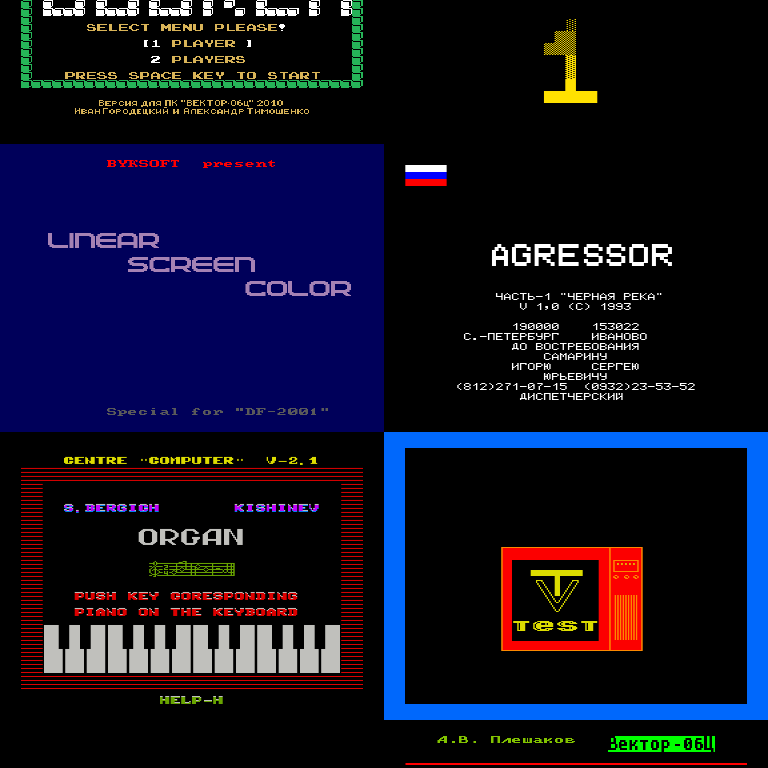 SELECT MENU PLEASE!
[1 PLAYER ]
2 PLAYERS
PRESS SPACE KEY TO START
Версия для ПК "ВЕКТОР-06Ц" 2010
Иван Городецкий и Александр Тимошенко
1
BYKSOFT present
LINEAR
SCREEN
COLOR
Special for "DF-2001"
AGRESSOR
ЧАСТЬ-1 "ЧЕРНАЯ РЕКА"
V 1,0 (C) 1993
190000 153022
С.-ПЕТЕРБУРГ ИВАНОВО
ДО ВОСТРЕБОВАНИЯ
САМАРИНУ
ИГОРЮ СЕРГЕЮ
ЮРЬЕВИЧУ
(812)271-07-15 (0932)23-53-52
ДИСПЕТЧЕРСКИЙ
CENTRE "COMPUTER" V-2.1
S.BERGIGH KISHINEV
ORGAN
PUSH KEY GORESPONDING
PIANO ON THE KEYBOARD
HELP-H
TV
TesT
А.В. Плешаков Вектор-06Ц